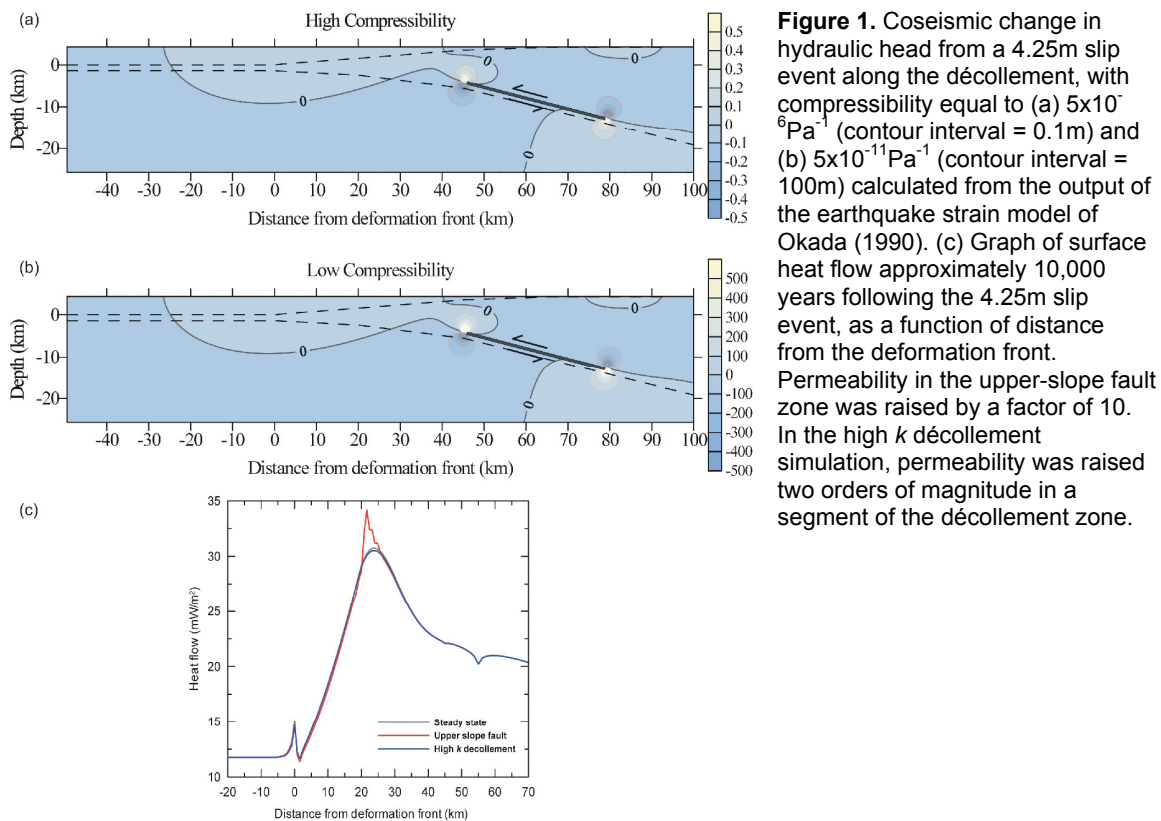 (a)
High Compressibility
0.5
0.4
0.3
0.2
0.1
0
-0.1
-0.2
-0.3
-0.4
-0.5
0
-10
-20
Depth (km)
0
0
0
0
-40 -30 -20 -10 0 10 20 30 40 50 60 70 80 90 100
Distance from deformation front (km)
(b)
Low Compressibility
500
400
300
200
100
0
-100
-200
-300
-400
-500
0
-10
-20
Depth (km)
0
0
0
0
-40 -30 -20 -10 0 10 20 30 40 50 60 70 80 90 100
Distance from deformation front (km)
(c)
35
30
25
20
15
10
Heat flow (mW/m²)
Steady state
Upper slope fault
High k decollement
-20 -10 0 10 20 30 40 50 60 70
Distance from deformation front (km)
Figure 1. Coseismic change in
hydraulic head from a 4.25m slip
event along the décollement, with
compressibility equal to (a) 5x10-
6Pa-1 (contour interval = 0.1m) and
(b) 5x10-11Pa-1 (contour interval =
100m) calculated from the output of
the earthquake strain model of
Okada (1990). (c) Graph of surface
heat flow approximately 10,000
years following the 4.25m slip
event, as a function of distance
from the deformation front.
Permeability in the upper-slope fault
zone was raised by a factor of 10.
In the high k décollement
simulation, permeability was raised
two orders of magnitude in a
segment of the décollement zone.